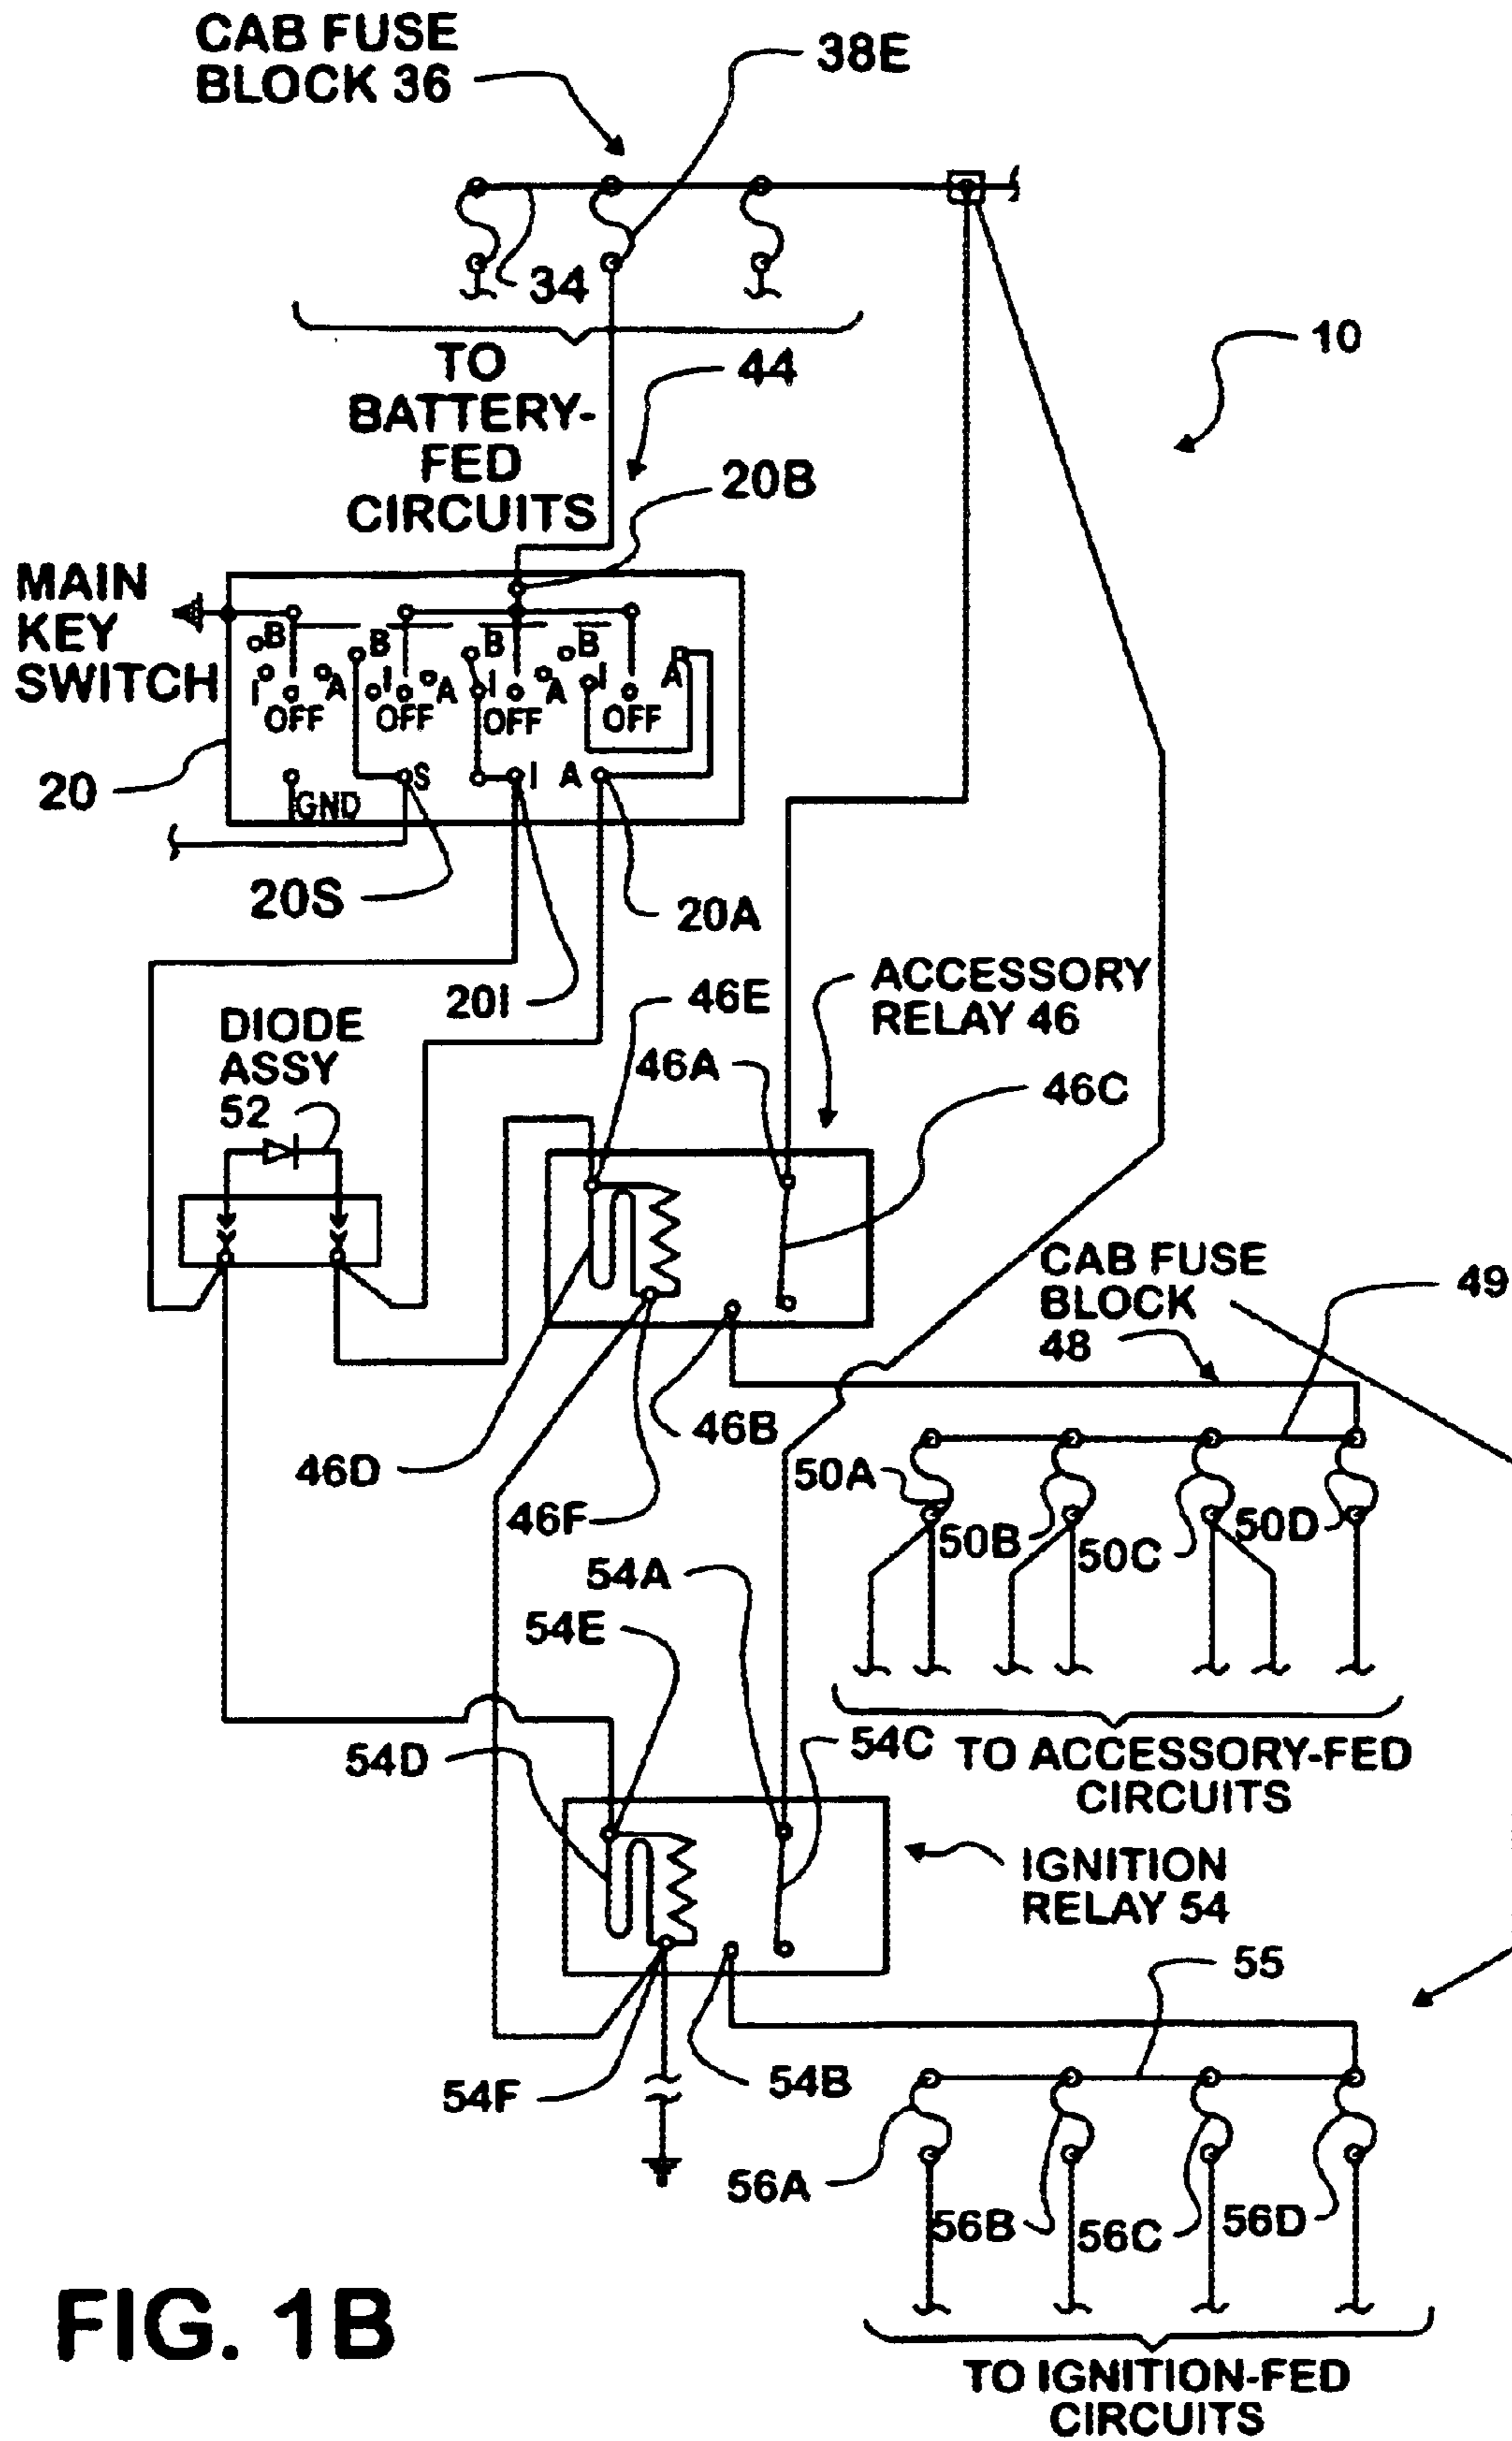 CAB FUSE
BLOCK 36
38E
34
TO
BATTERY-
FED
CIRCUITS
44
10
20B
MAIN
KEY
SWITCH
B
B
B
B
I
A
I
A
I
A
I
A
OFF
OFF
OFF
OFF
20
GND
S
I
A
20S
20A
20I
ACCESSORY
RELAY 46
46E
DIODE
ASSY
52
46A
46C
CAB FUSE
BLOCK
48
49
46D
46B
46F
50A
50B
50C
50D
54A
54E
54D
54C
TO ACCESSORY-FED
CIRCUITS
IGNITION
RELAY 54
55
54F
54B
56A
56B
56C
56D
FIG. 1B
TO IGNITION-FED
CIRCUITS